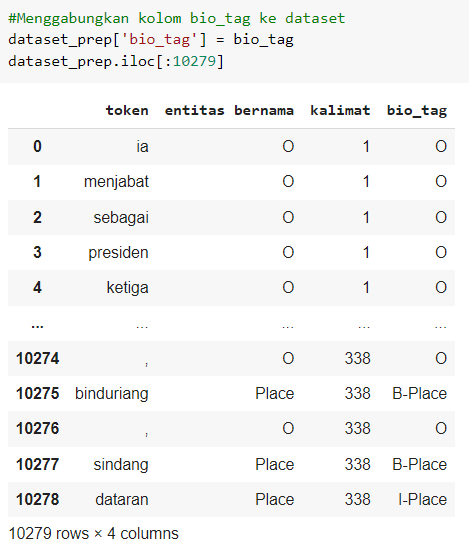 #Menggabungkan kolom bio_tag ke dataset
dataset_prep['bio_tag'] = bio_tag
dataset_prep.iloc[:10279]
token entitas bernama kalimat bio_tag
0 ia O 1 O
1 menjabat O 1 O
2 sebagai O 1 O
3 presiden O 1 O
4 ketiga O 1 O
... ... ... ... ...
10274 , O 338 O
10275 binduriang Place 338 B-Place
10276 , O 338 O
10277 sindang Place 338 B-Place
10278 dataran Place 338 I-Place
10279 rows × 4 columns